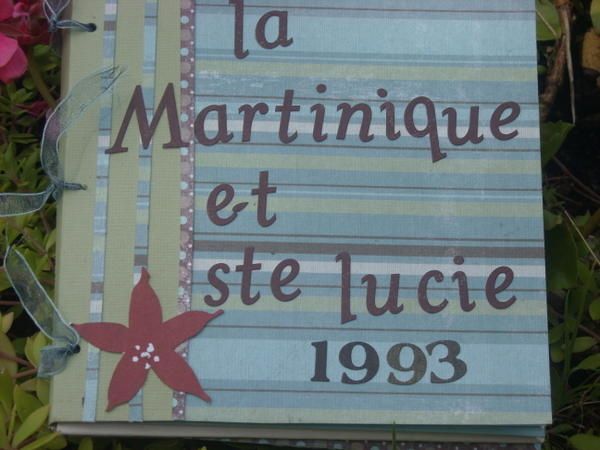 la
Martinique
et
ste lucie
1993